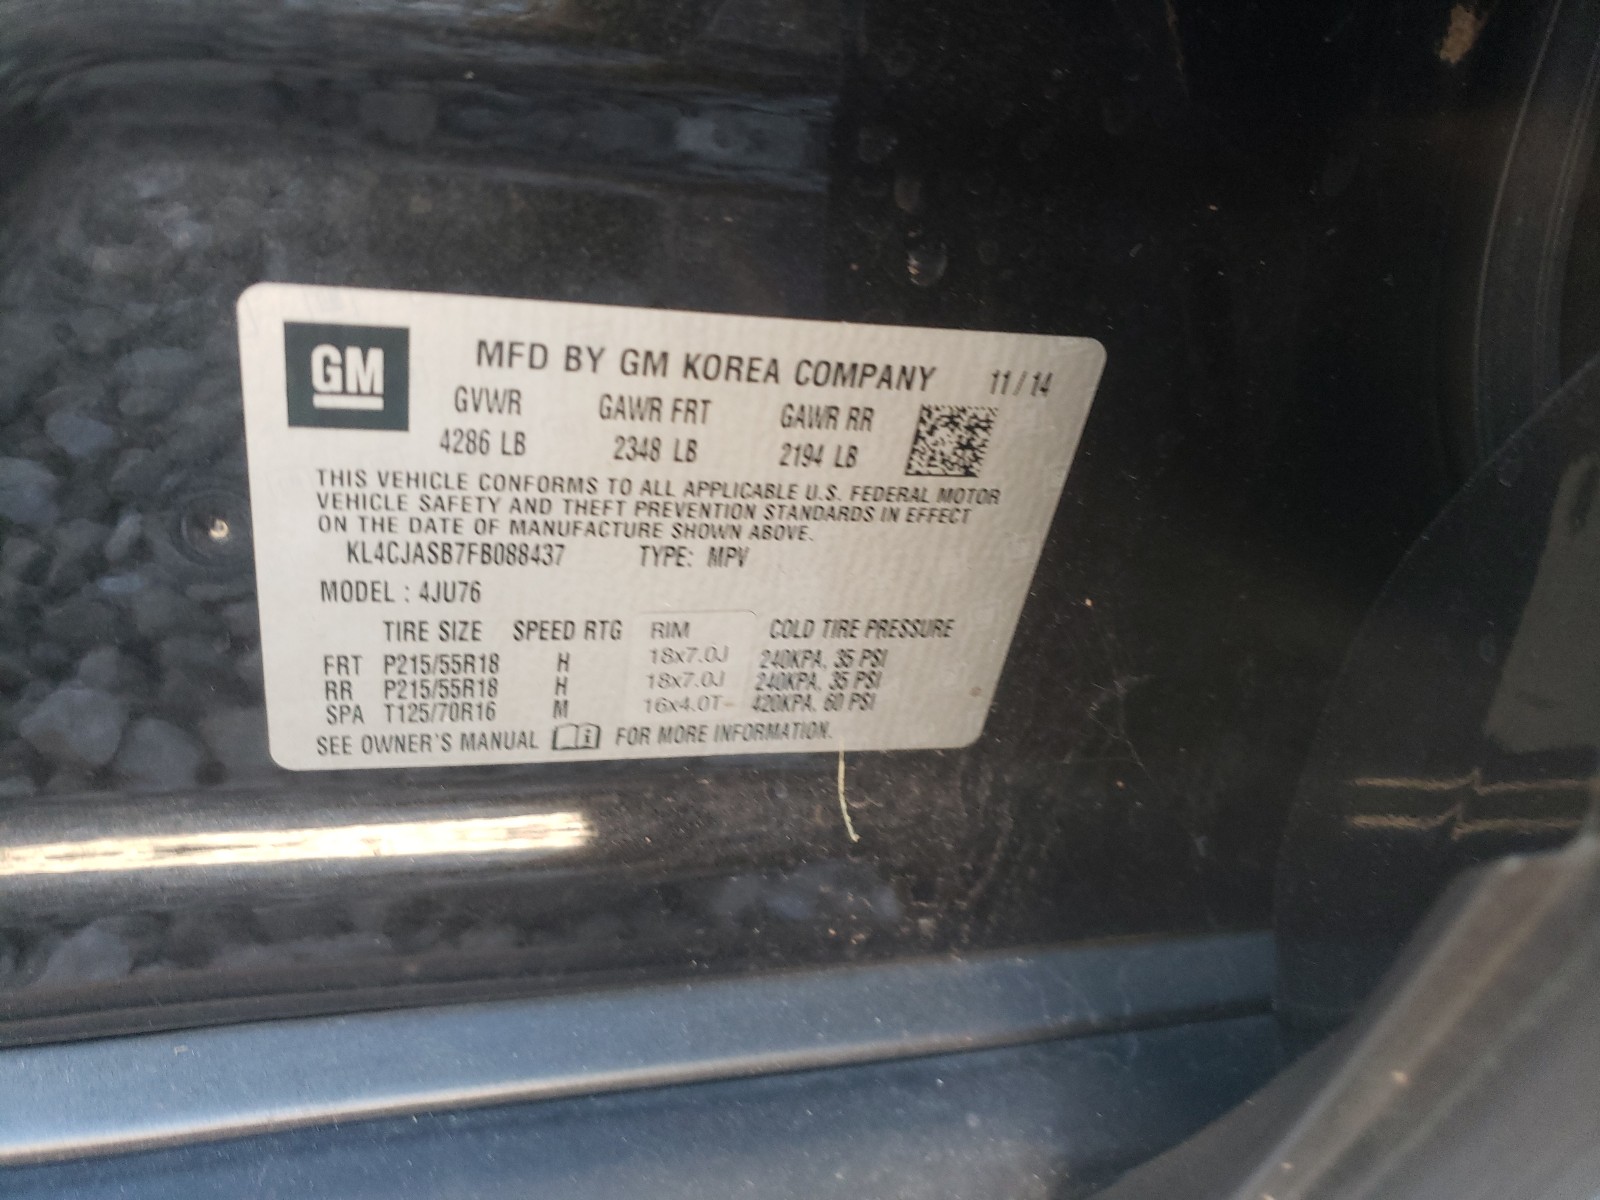 GM
MFD BY GM KOREA COMPANY 11/14
GVWR GAWR FRT GAWR RR
4286 LB 2348 LB 2194 LB
THIS VEHICLE CONFORMS TO ALL APPLICABLE U.S. FEDERAL MOTOR
VEHICLE SAFETY AND THEFT PREVENTION STANDARDS IN EFFECT
ON THE DATE OF MANUFACTURE SHOWN ABOVE.
KL4CJASB7FB088437 TYPE: MPV
MODEL : 4JU76
TIRE SIZE SPEED RTG RIM COLD TIRE PRESSURE
FRT P215/55R18 H 18x7.0J 240KPA, 35 PSI
RR P215/55R18 H 18x7.0J 240KPA, 35 PSI
SPA T125/70R16 M 16x4.0T 420KPA, 60 PSI
SEE OWNER'S MANUAL FOR MORE INFORMATION.